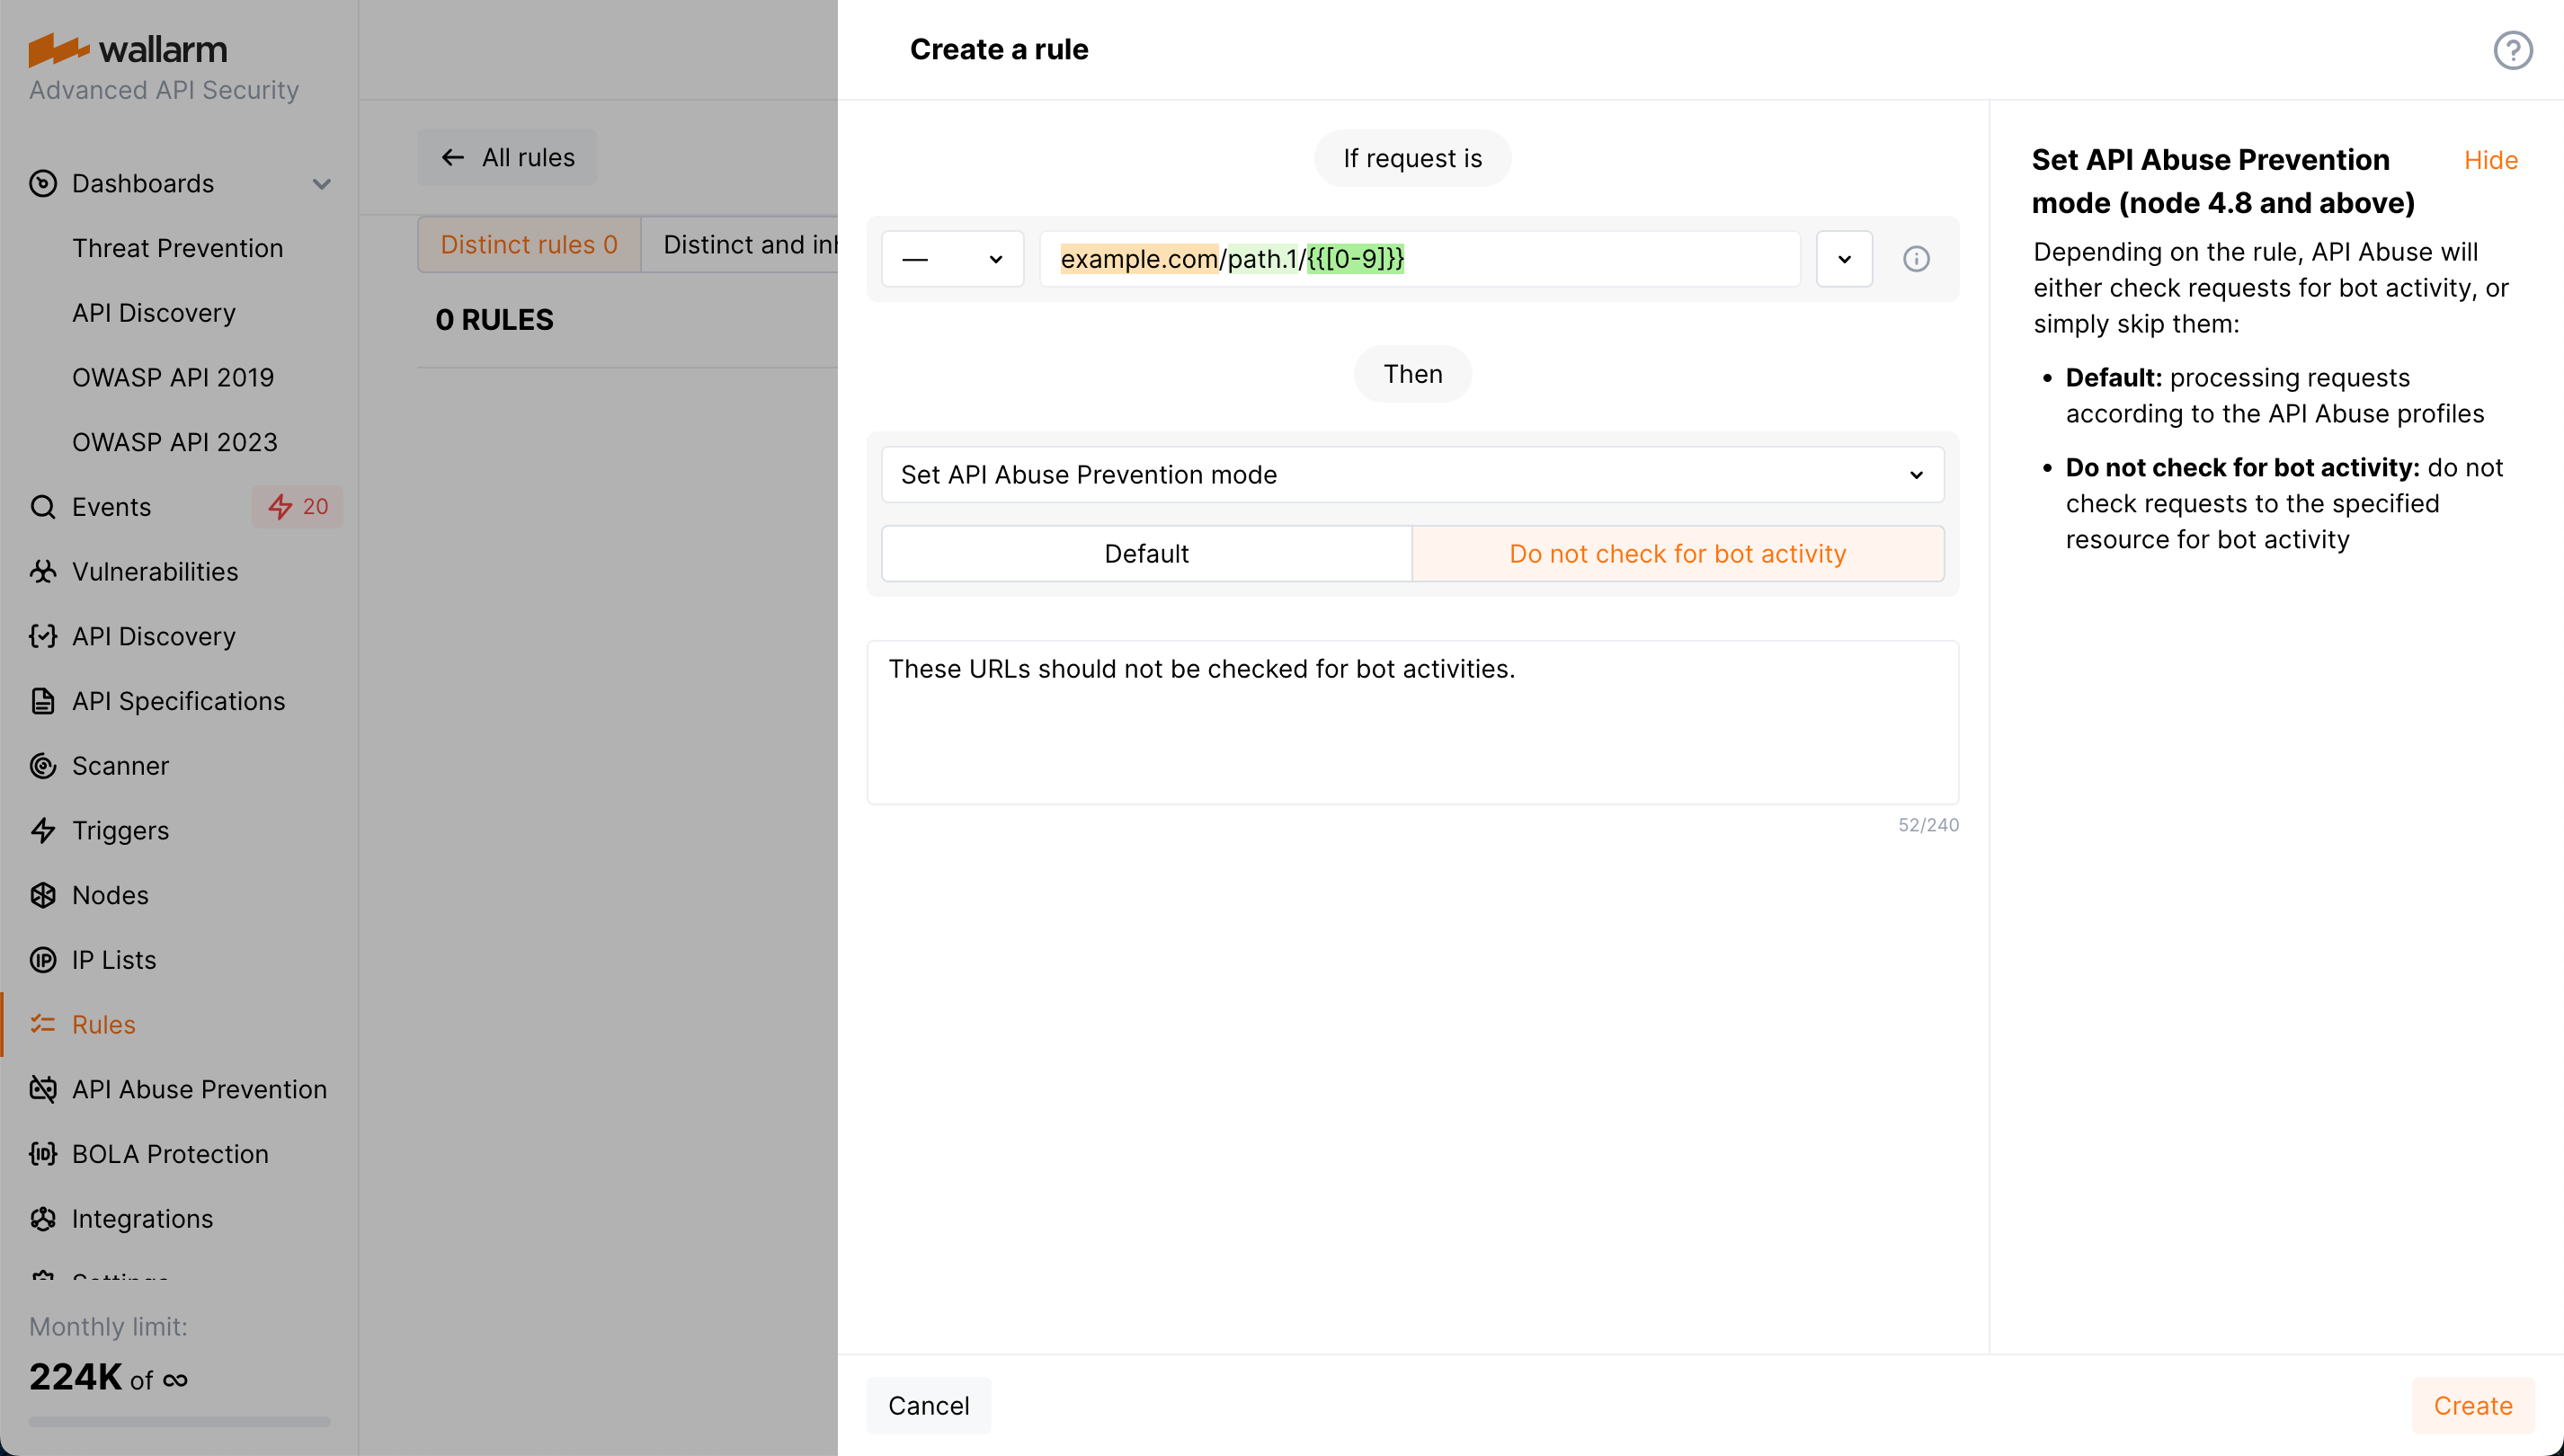 wallarm
Advanced API Security
Dashboards
Threat Prevention
API Discovery
OWASP API 2019
OWASP API 2023
Events
20
Vulnerabilities
API Discovery
API Specifications
Scanner
Triggers
Nodes
IP Lists
Rules
API Abuse Prevention
BOLA Protection
Integrations
Monthly limit:
224K of ∞
← All rules
Distinct rules 0
Distinct and
0 RULES
Create a rule
If request is
—
example.com/path.1/{{[0-9]}}
Then
Set API Abuse Prevention mode
Default
Do not check for bot activity
These URLs should not be checked for bot activities.
52/240
Cancel
Create
Set API Abuse Prevention
mode (node 4.8 and above)
Hide
Depending on the rule, API Abuse will
either check requests for bot activity, or
simply skip them:
• Default: processing requests
according to the API Abuse profiles
• Do not check for bot activity: do not
check requests to the specified
resource for bot activity